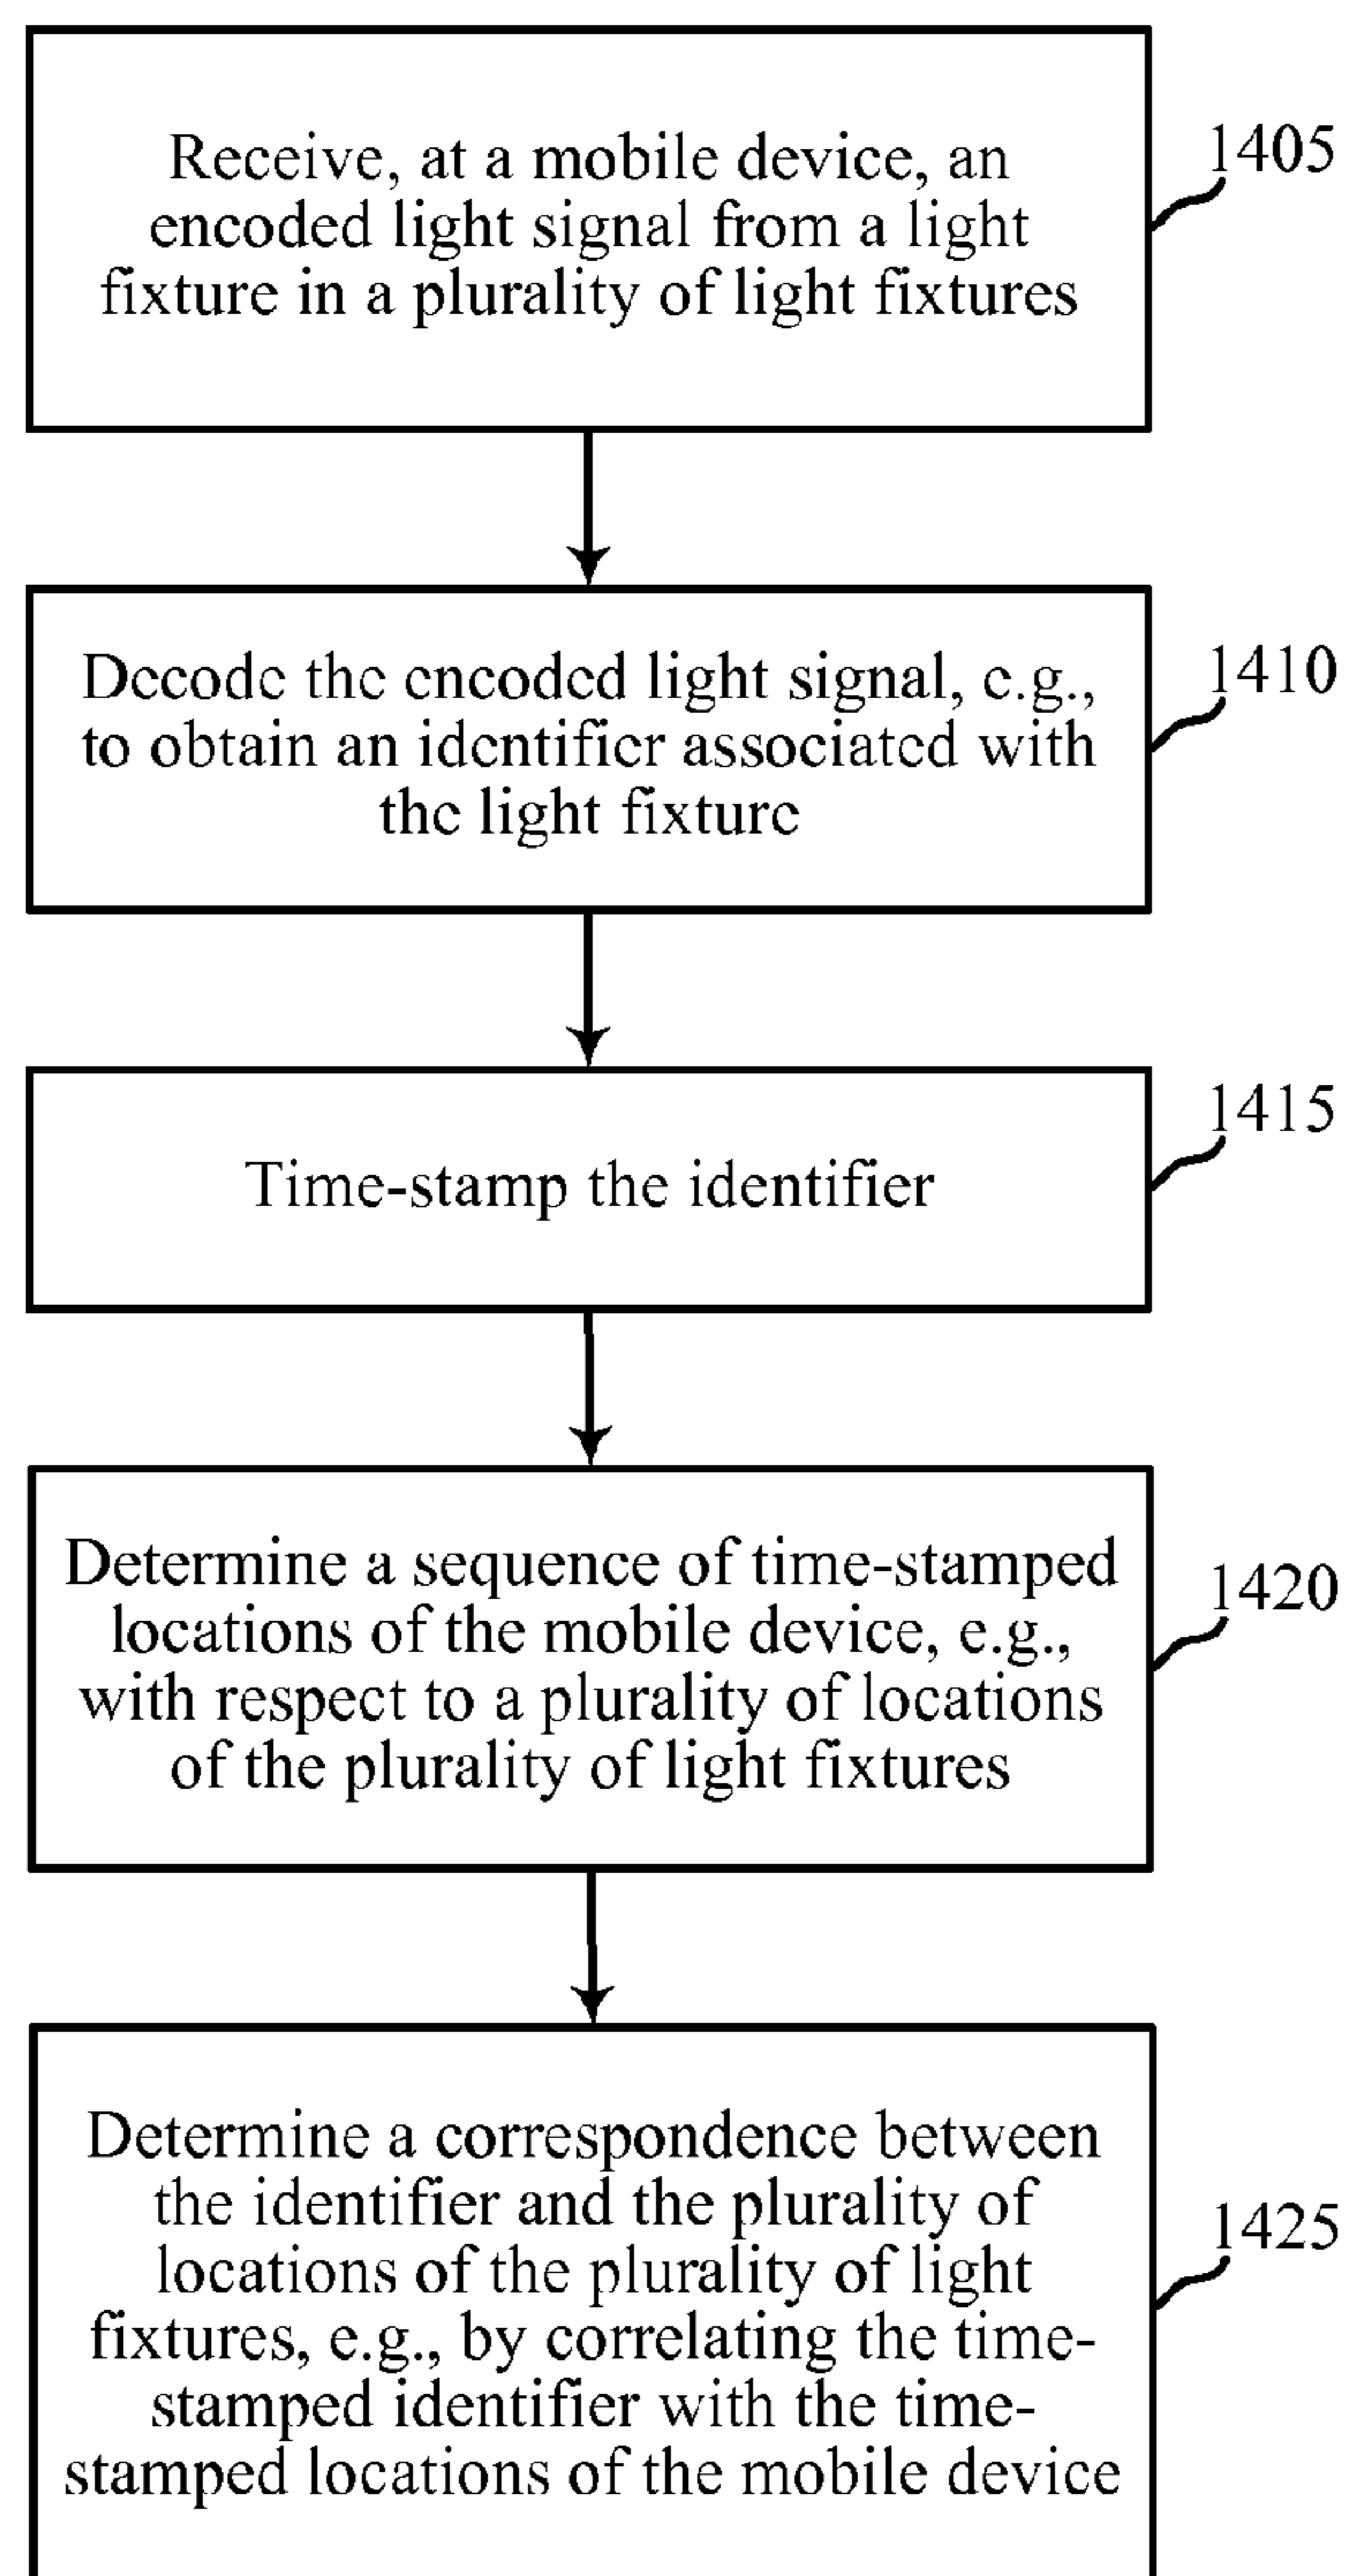 Receive, at a mobile device, an
encoded light signal from a light
fixture in a plurality of light fixtures
1405
Decode the encoded light signal, e.g.,
to obtain an identifier associated with
the light fixture
1410
Time-stamp the identifier
1415
Determine a sequence of time-stamped
locations of the mobile device, e.g.,
with respect to a plurality of locations
of the plurality of light fixtures
1420
Determine a correspondence between
the identifier and the plurality of
locations of the plurality of light
fixtures, e.g., by correlating the time-
stamped identifier with the time-
stamped locations of the mobile device
1425